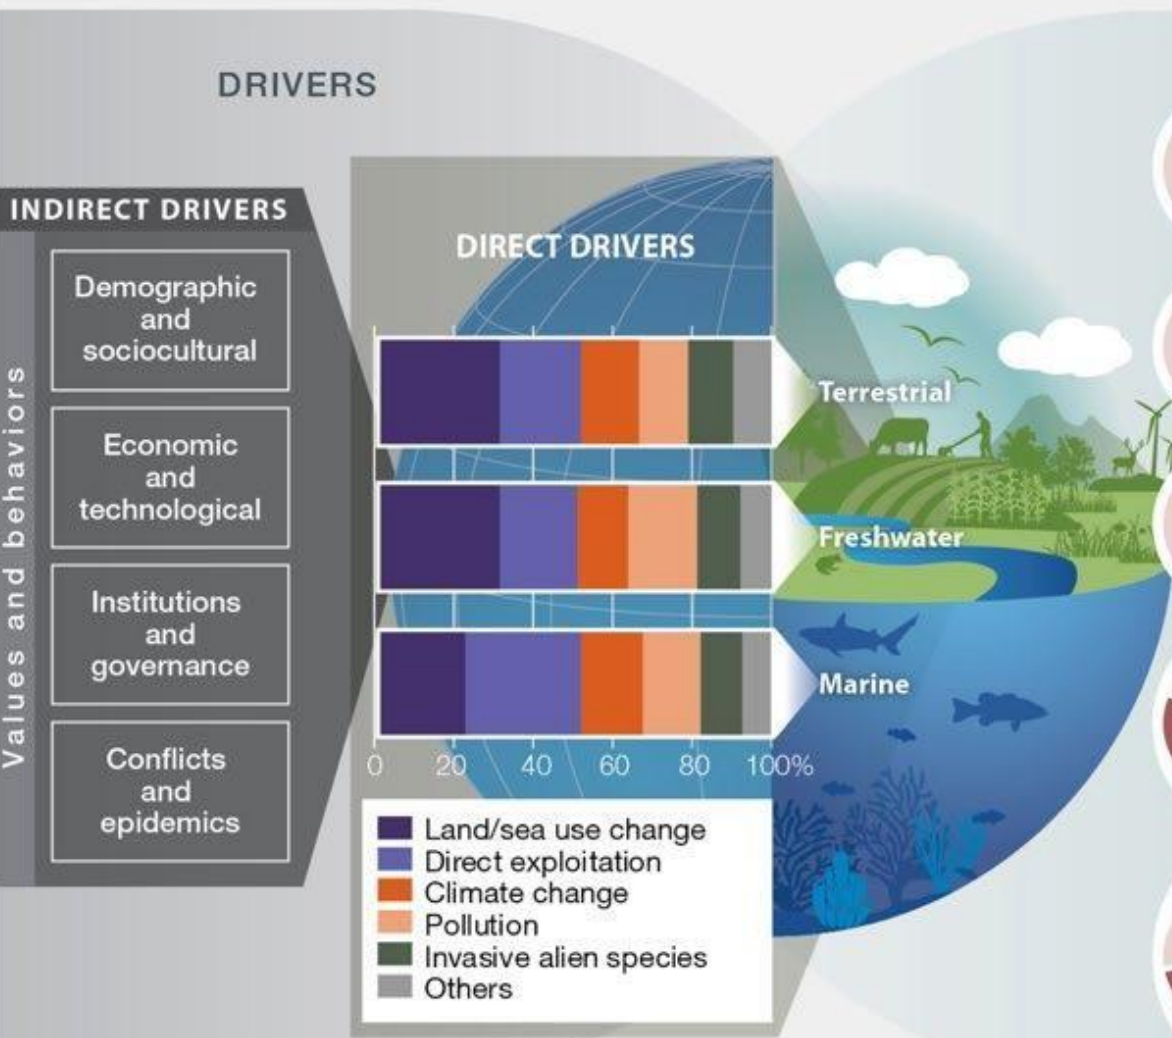 DRIVERS
INDIRECT DRIVERS
Values and behaviors
Demographic
and
sociocultural
Economic
and
technological
Institutions
and
governance
Conflicts
and
epidemics
DIRECT DRIVERS
Terrestrial
Freshwater
Marine
0 20 40 60 80 100%
Land/sea use change
Direct exploitation
Climate change
Pollution
Invasive alien species
Others